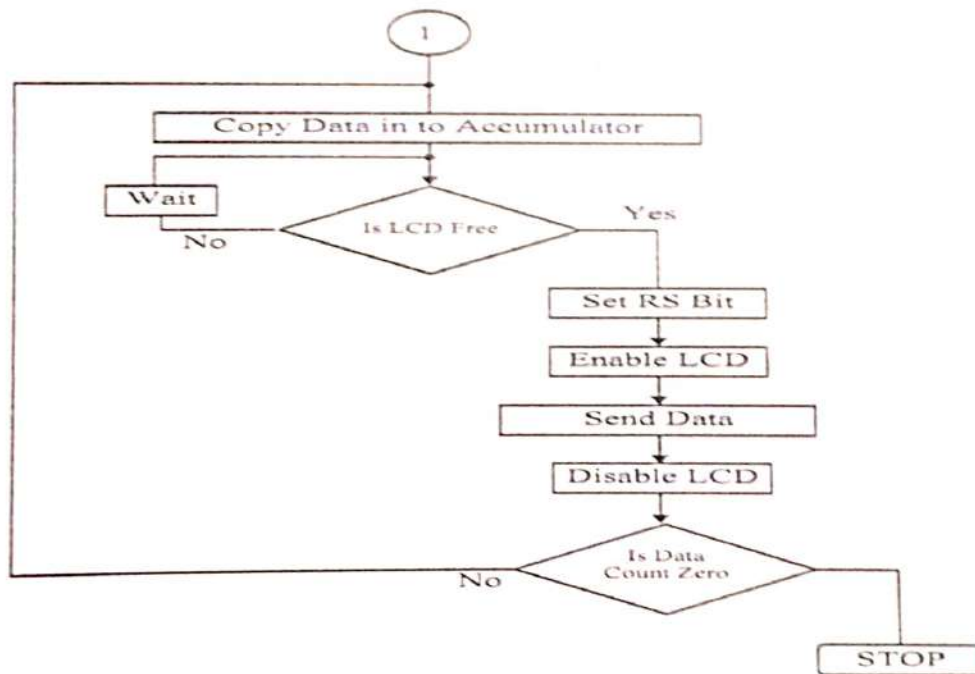 1
Copy Data in to Accumulator
Wait
Is LCD Free
Yes
No
Set RS Bit
Enable LCD
Send Data
Disable LCD
Is Data
Count Zero
No
STOP